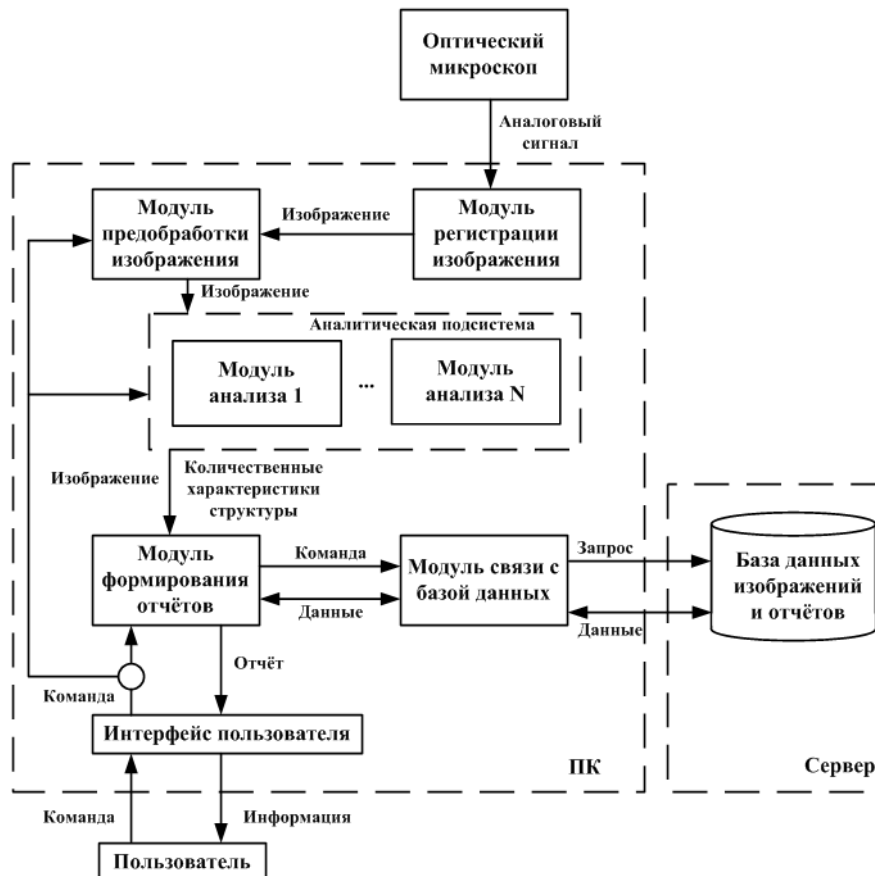 Оптический
микроскоп
Аналоговый
сигнал
Модуль
предобработки
изображения
Изображение
Модуль
регистрации
изображения
Изображение
Аналитическая подсистема
Модуль
анализа 1
...
Модуль
анализа N
Изображение
Количественные
характеристики
структуры
Модуль
формирования
отчётов
Команда
Данные
Модуль связи с
базой данных
Запрос
Данные
База данных
изображений
и отчётов
Команда
Отчёт
Интерфейс пользователя
ПК
Сервер
Команда
Информация
Пользователь